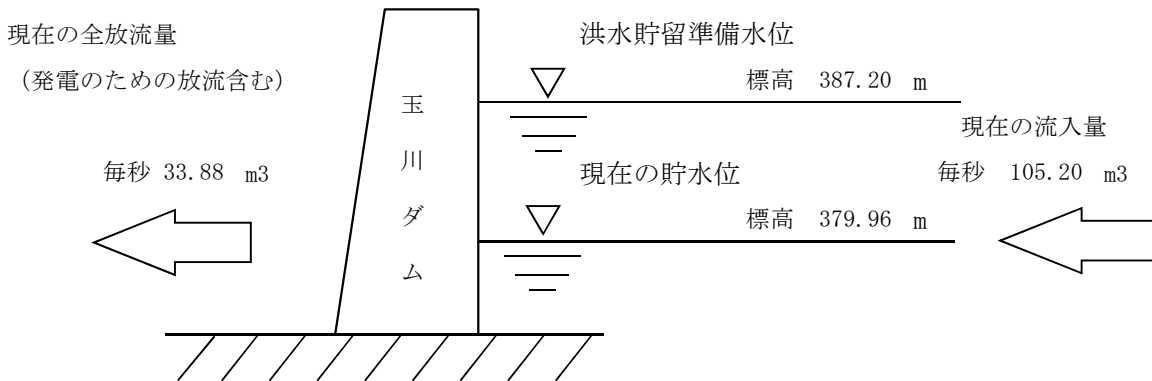 現在の全放流量
(発電のための放流含む)
毎秒 33.88 m3
玉川ダム
洪水貯留準備水位
標高 387.20 m
現在の貯水位
標高 379.96 m
現在の流入量
毎秒 105.20 m3